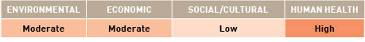 ENVIRONMENTAL ECONOMIC SOCIAL/CULTURAL HUMAN HEALTH
Moderate Moderate Low High